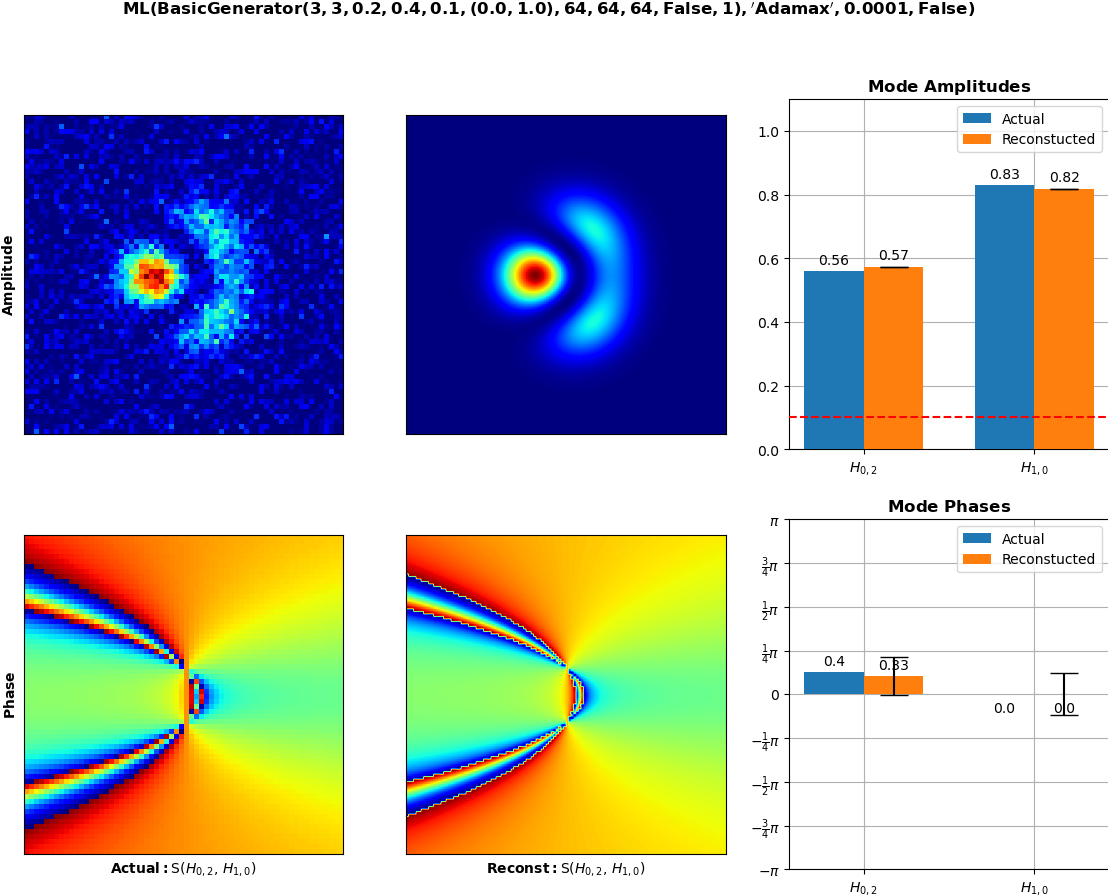 ML(BasicGenerator(3, 3, 0.2, 0.4, 0.1, (0.0, 1.0), 64, 64, 64, False, 1), ′Adamax′, 0.0001, False)
Mode Amplitudes
Amplitude
Actual
Reconstucted
1.0
0.8
0.6
0.4
0.2
0.0
0.56
0.57
0.83
0.82
H0, 2
H1, 0
Mode Phases
Phase
Actual
Reconstucted
π
3/4π
1/2π
1/4π
0
−1/4π
−1/2π
−3/4π
−π
0.4
0.0
0.0
H0, 2
H1, 0
Actual: S(H0, 2, H1, 0)
Reconst: S(H0, 2, H1, 0)